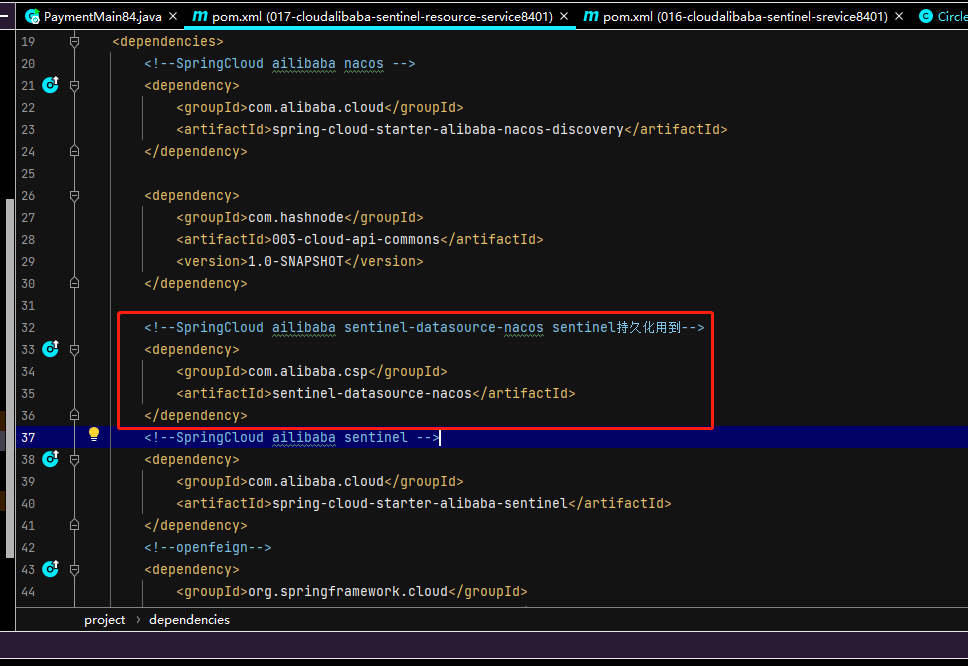 PaymentMain84.java × pom.xml (017-cloudalibaba-sentinel-resource-service8401) × pom.xml (016-cloudalibaba-sentinel-srevice8401) × Circle
19 <dependencies>
20 <!--SpringCloud ailibaba nacos -->
21 <dependency>
22 <groupId>com.alibaba.cloud</groupId>
23 <artifactId>spring-cloud-starter-alibaba-nacos-discovery</artifactId>
24 </dependency>
25
26 <dependency>
27 <groupId>com.hashnode</groupId>
28 <artifactId>003-cloud-api-commons</artifactId>
29 <version>1.0-SNAPSHOT</version>
30 </dependency>
31
32 <!--SpringCloud ailibaba sentinel-datasource-nacos sentinel持久化用到-->
33 <dependency>
34 <groupId>com.alibaba.csp</groupId>
35 <artifactId>sentinel-datasource-nacos</artifactId>
36 </dependency>
37 <!--SpringCloud ailibaba sentinel -->
38 <dependency>
39 <groupId>com.alibaba.cloud</groupId>
40 <artifactId>spring-cloud-starter-alibaba-sentinel</artifactId>
41 </dependency>
42 <!--openfeign-->
43 <dependency>
44 <groupId>org.springframework.cloud</groupId>
project › dependencies